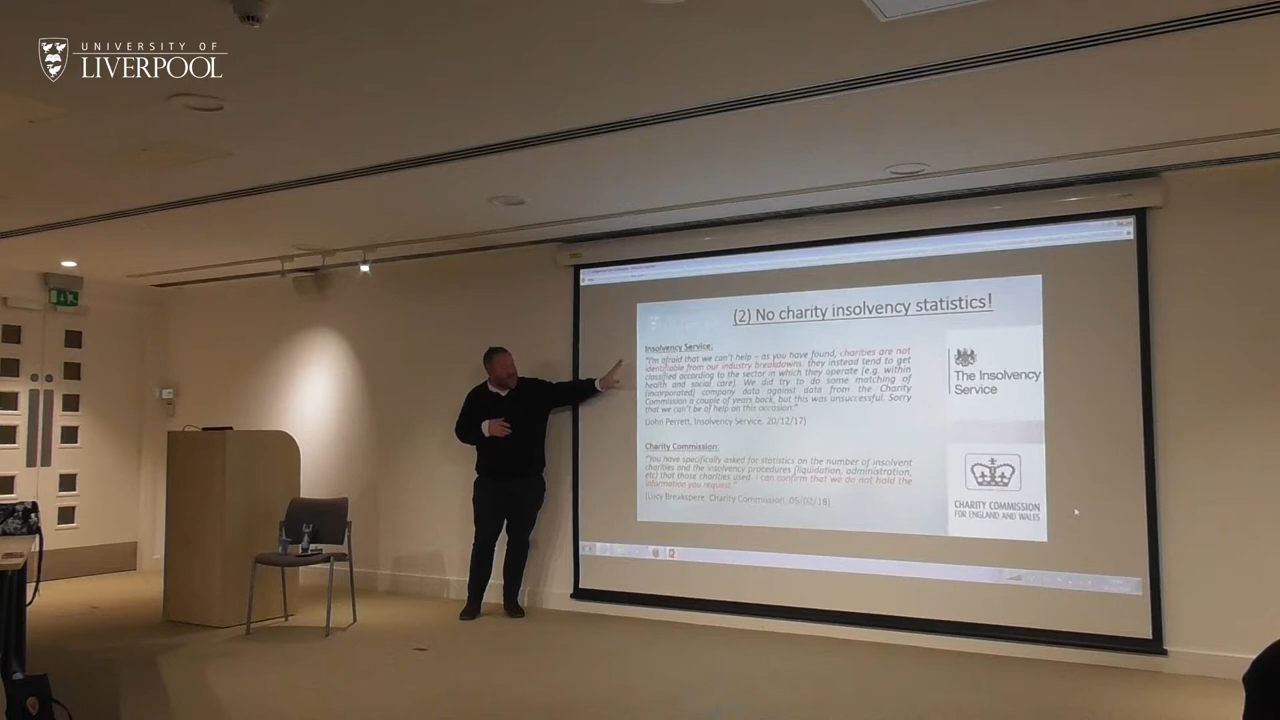 UNIVERSITY OF
LIVERPOOL
(2) No charity insolvency statistics!
Insolvency Service:
"I'm afraid that we can't help – as you have found, charities are not
identifiable from our industry breakdowns: they instead tend to get
classified according to the sector in which they operate (e.g. within
health and social care). We did try to do some matching of
(incorporated) company data against data from the Charity
Commission a couple of years back, but this was unsuccessful. Sorry
that we can't be of help on this occasion."
(John Perrett, Insolvency Service, 20/12/17)
Charity Commission:
"You have specifically asked for statistics on the number of insolvent
charities and the insolvency procedures (liquidation, administration,
etc) that those charities used. I can confirm that we do not hold the
information you request."
(Lucy Breakspere, Charity Commission, 05/02/18)
The Insolvency
Service
CHARITY COMMISSION
FOR ENGLAND AND WALES